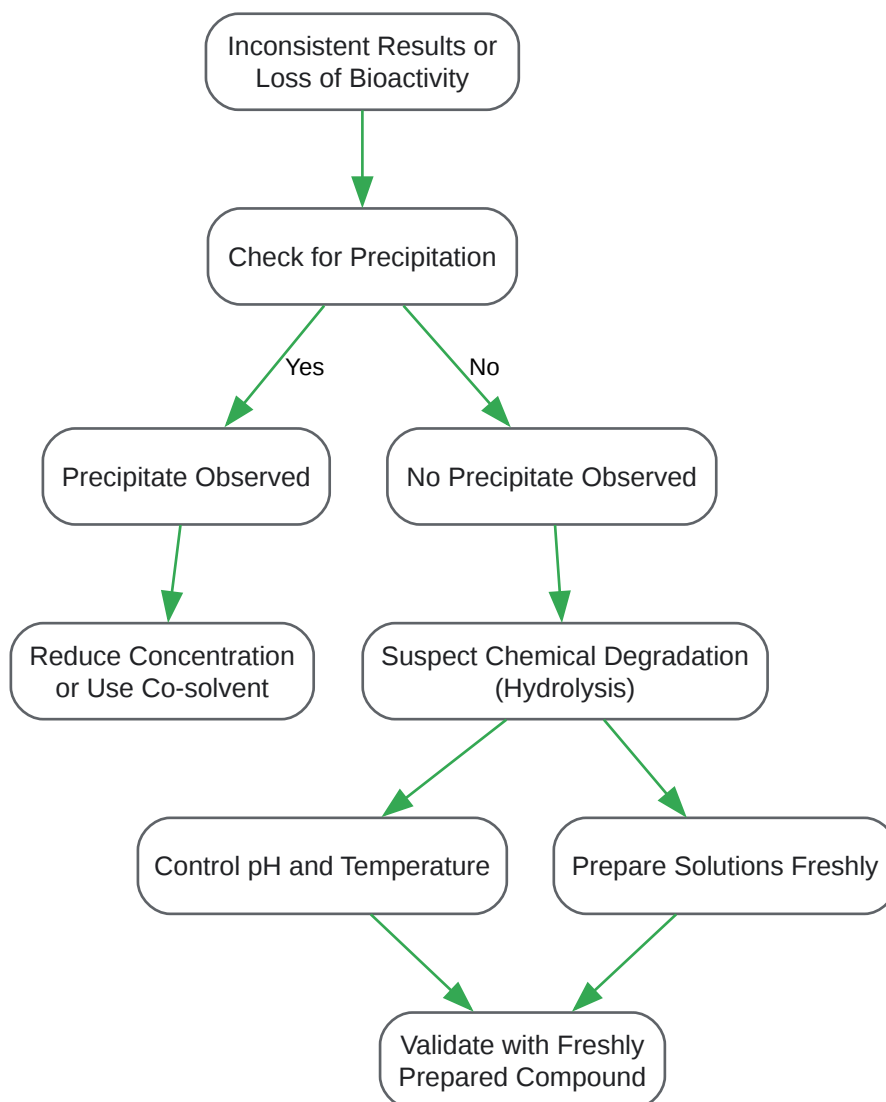 Inconsistent Results or
Loss of Bioactivity
Check for Precipitation
Yes
No
Precipitate Observed
No Precipitate Observed
Reduce Concentration
or Use Co-solvent
Suspect Chemical Degradation
(Hydrolysis)
Control pH and Temperature
Prepare Solutions Freshly
Validate with Freshly
Prepared Compound